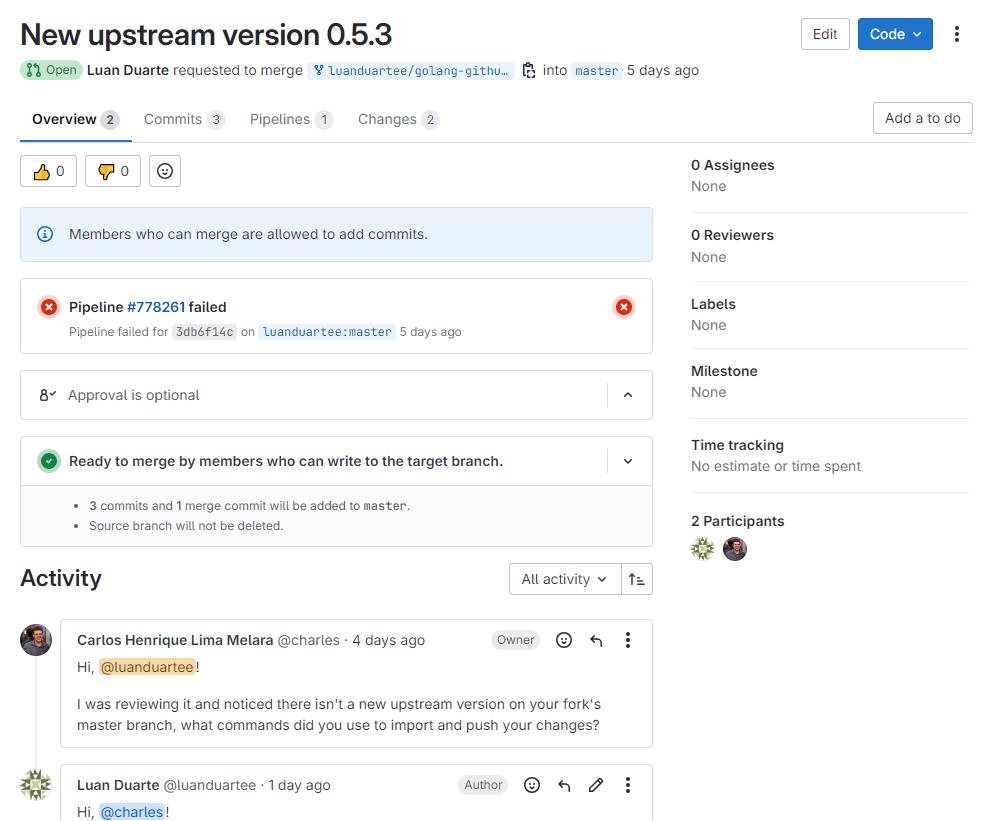 New upstream version 0.5.3
Edit
Code
Open Luan Duarte requested to merge luanduartee/golang-githu… into master 5 days ago
Overview 2
Commits 3
Pipelines 1
Changes 2
Add a to do
0
0
Members who can merge are allowed to add commits.
Pipeline #778261 failed
Pipeline failed for 3db6f14c on luanduartee:master 5 days ago
Approval is optional
Ready to merge by members who can write to the target branch.
• 3 commits and 1 merge commit will be added to master.
• Source branch will not be deleted.
Activity
All activity
Carlos Henrique Lima Melara @charles · 4 days ago
Owner
Hi, @luanduartee!
I was reviewing it and noticed there isn't a new upstream version on your fork's
master branch, what commands did you use to import and push your changes?
Luan Duarte @luanduartee · 1 day ago
Author
Hi, @charles!
0 Assignees
None
0 Reviewers
None
Labels
None
Milestone
None
Time tracking
No estimate or time spent
2 Participants